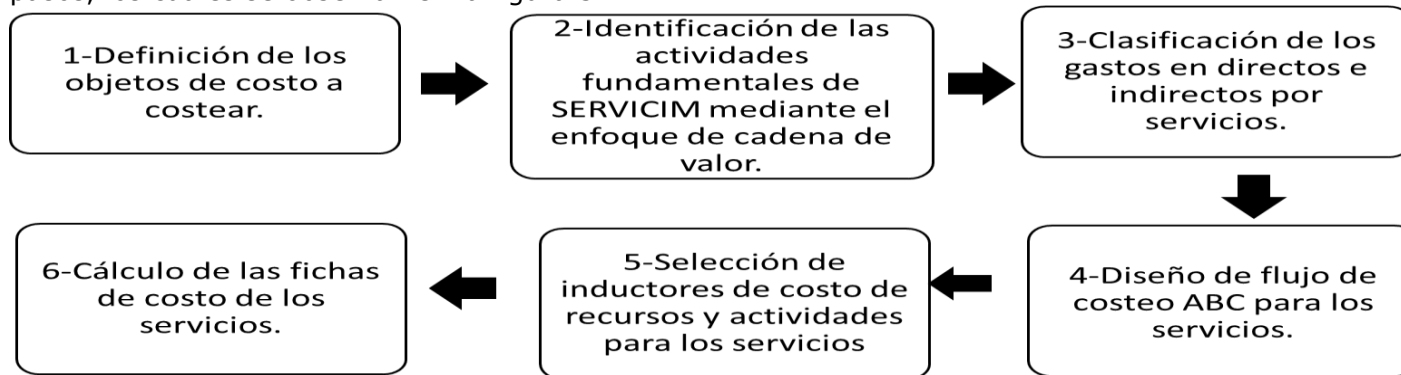 1-Definición de los
objetos de costo a
costear.
2-Identificación de las
actividades
fundamentales de
SERVICIM mediante el
enfoque de cadena de
valor.
3-Clasificación de los
gastos en directos e
indirectos por
servicios.
4-Diseño de flujo de
costeo ABC para los
servicios.
5-Selección de
inductores de costo de
recursos y actividades
para los servicios
6-Cálculo de las fichas
de costo de los
servicios.